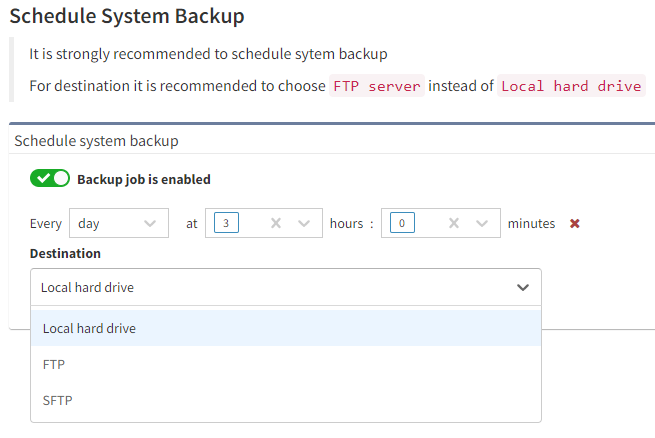 Schedule System Backup
It is strongly recommended to schedule sytem backup
For destination it is recommended to choose FTP server instead of Local hard drive
Schedule system backup
Backup job is enabled
Every day at 3 hours : 0 minutes
Destination
Local hard drive
Local hard drive
FTP
SFTP